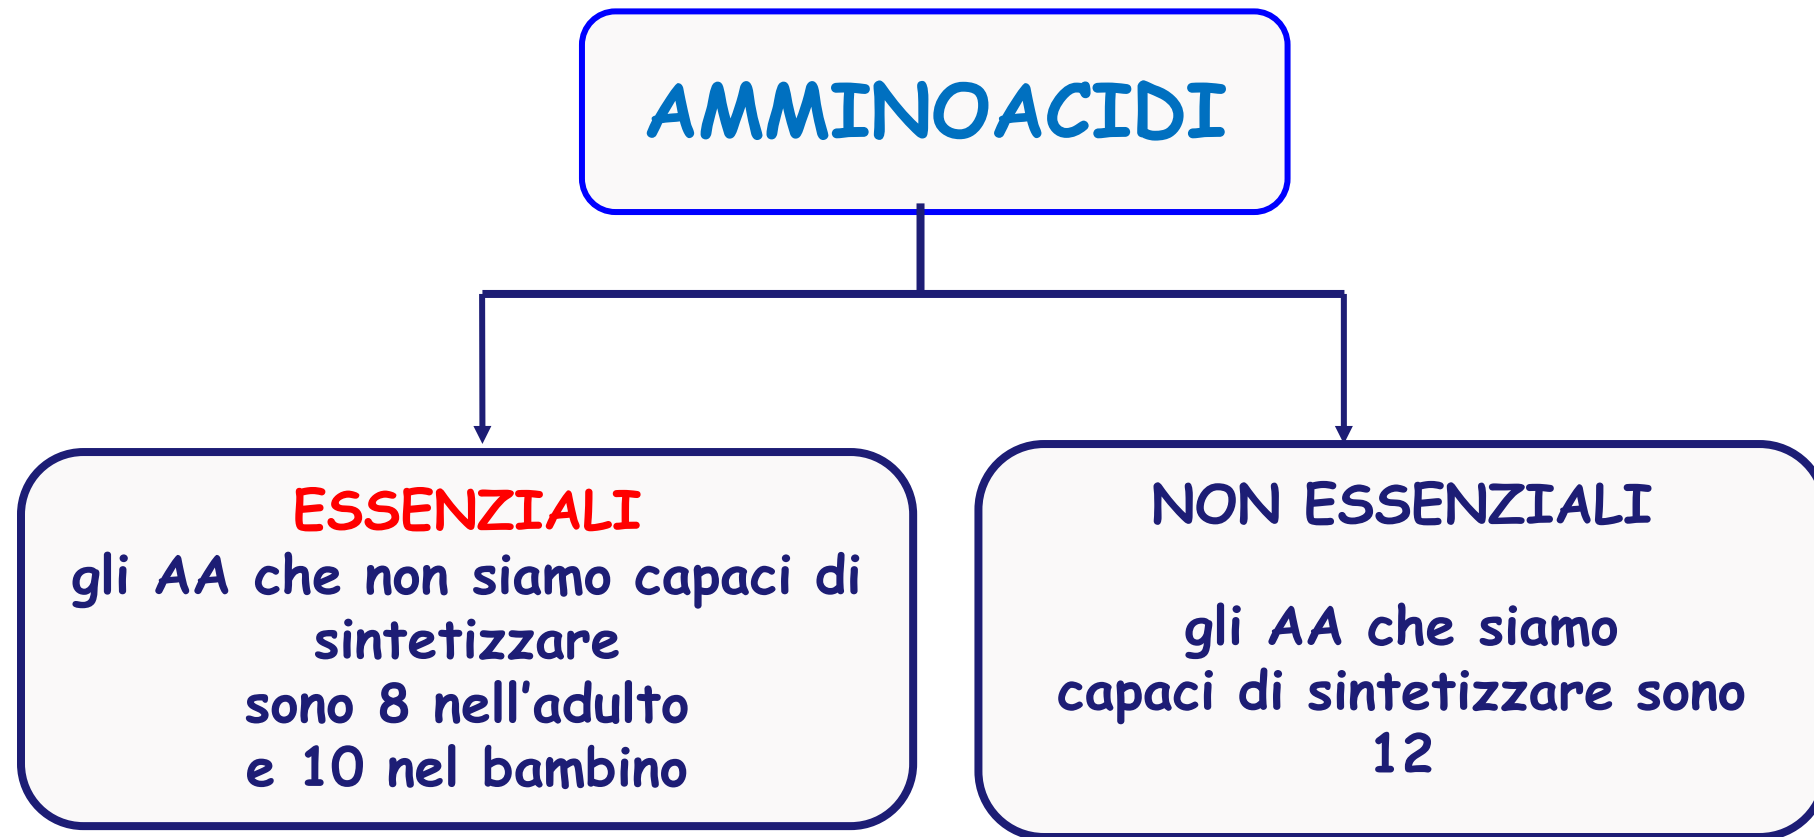 AMMINOACIDI
ESSENZIALI
gli AA che non siamo capaci di
sintetizzare
sono 8 nell’adulto
e 10 nel bambino
NON ESSENZIALI
gli AA che siamo
capaci di sintetizzare sono
12